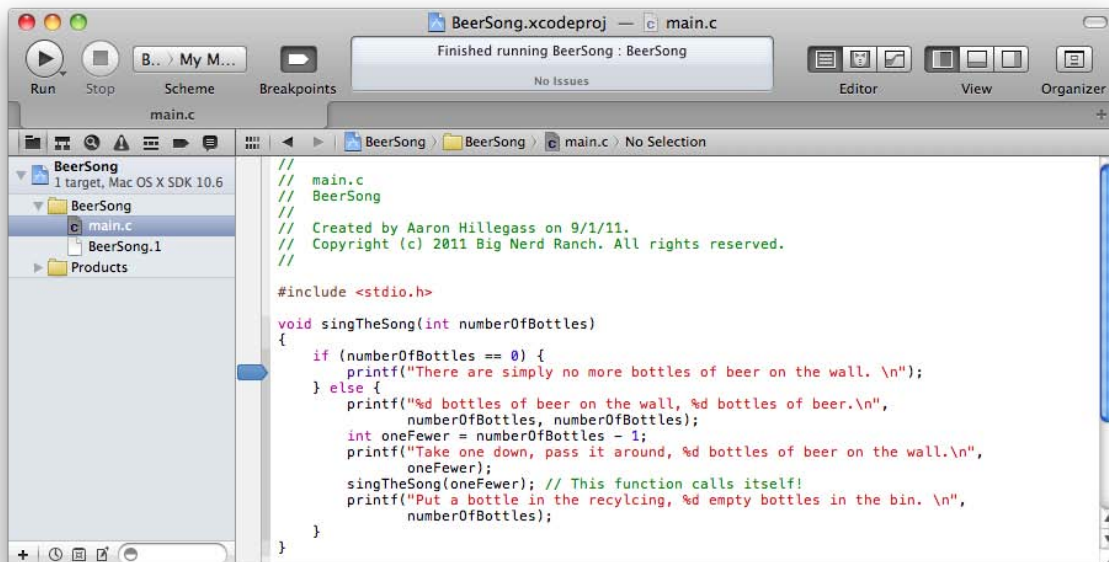 BeerSong.xcodeproj — main.c
Finished running BeerSong : BeerSong
No Issues
B.. 〉 My M...
Run
Stop
Scheme
Breakpoints
Editor
View
Organizer
main.c
BeerSong 〉 BeerSong 〉 main.c 〉 No Selection
BeerSong
1 target, Mac OS X SDK 10.6
BeerSong
main.c
BeerSong.1
Products
//
//  main.c
//  BeerSong
//
//  Created by Aaron Hillegass on 9/1/11.
//  Copyright (c) 2011 Big Nerd Ranch. All rights reserved.
//
#include <stdio.h>
void singTheSong(int numberOfBottles)
{
    if (numberOfBottles == 0) {
        printf("There are simply no more bottles of beer on the wall. \n");
    } else {
        printf("%d bottles of beer on the wall, %d bottles of beer.\n",
               numberOfBottles, numberOfBottles);
        int oneFewer = numberOfBottles - 1;
        printf("Take one down, pass it around, %d bottles of beer on the wall.\n",
               oneFewer);
        singTheSong(oneFewer); // This function calls itself!
        printf("Put a bottle in the recylcing, %d empty bottles in the bin. \n",
               numberOfBottles);
    }
}